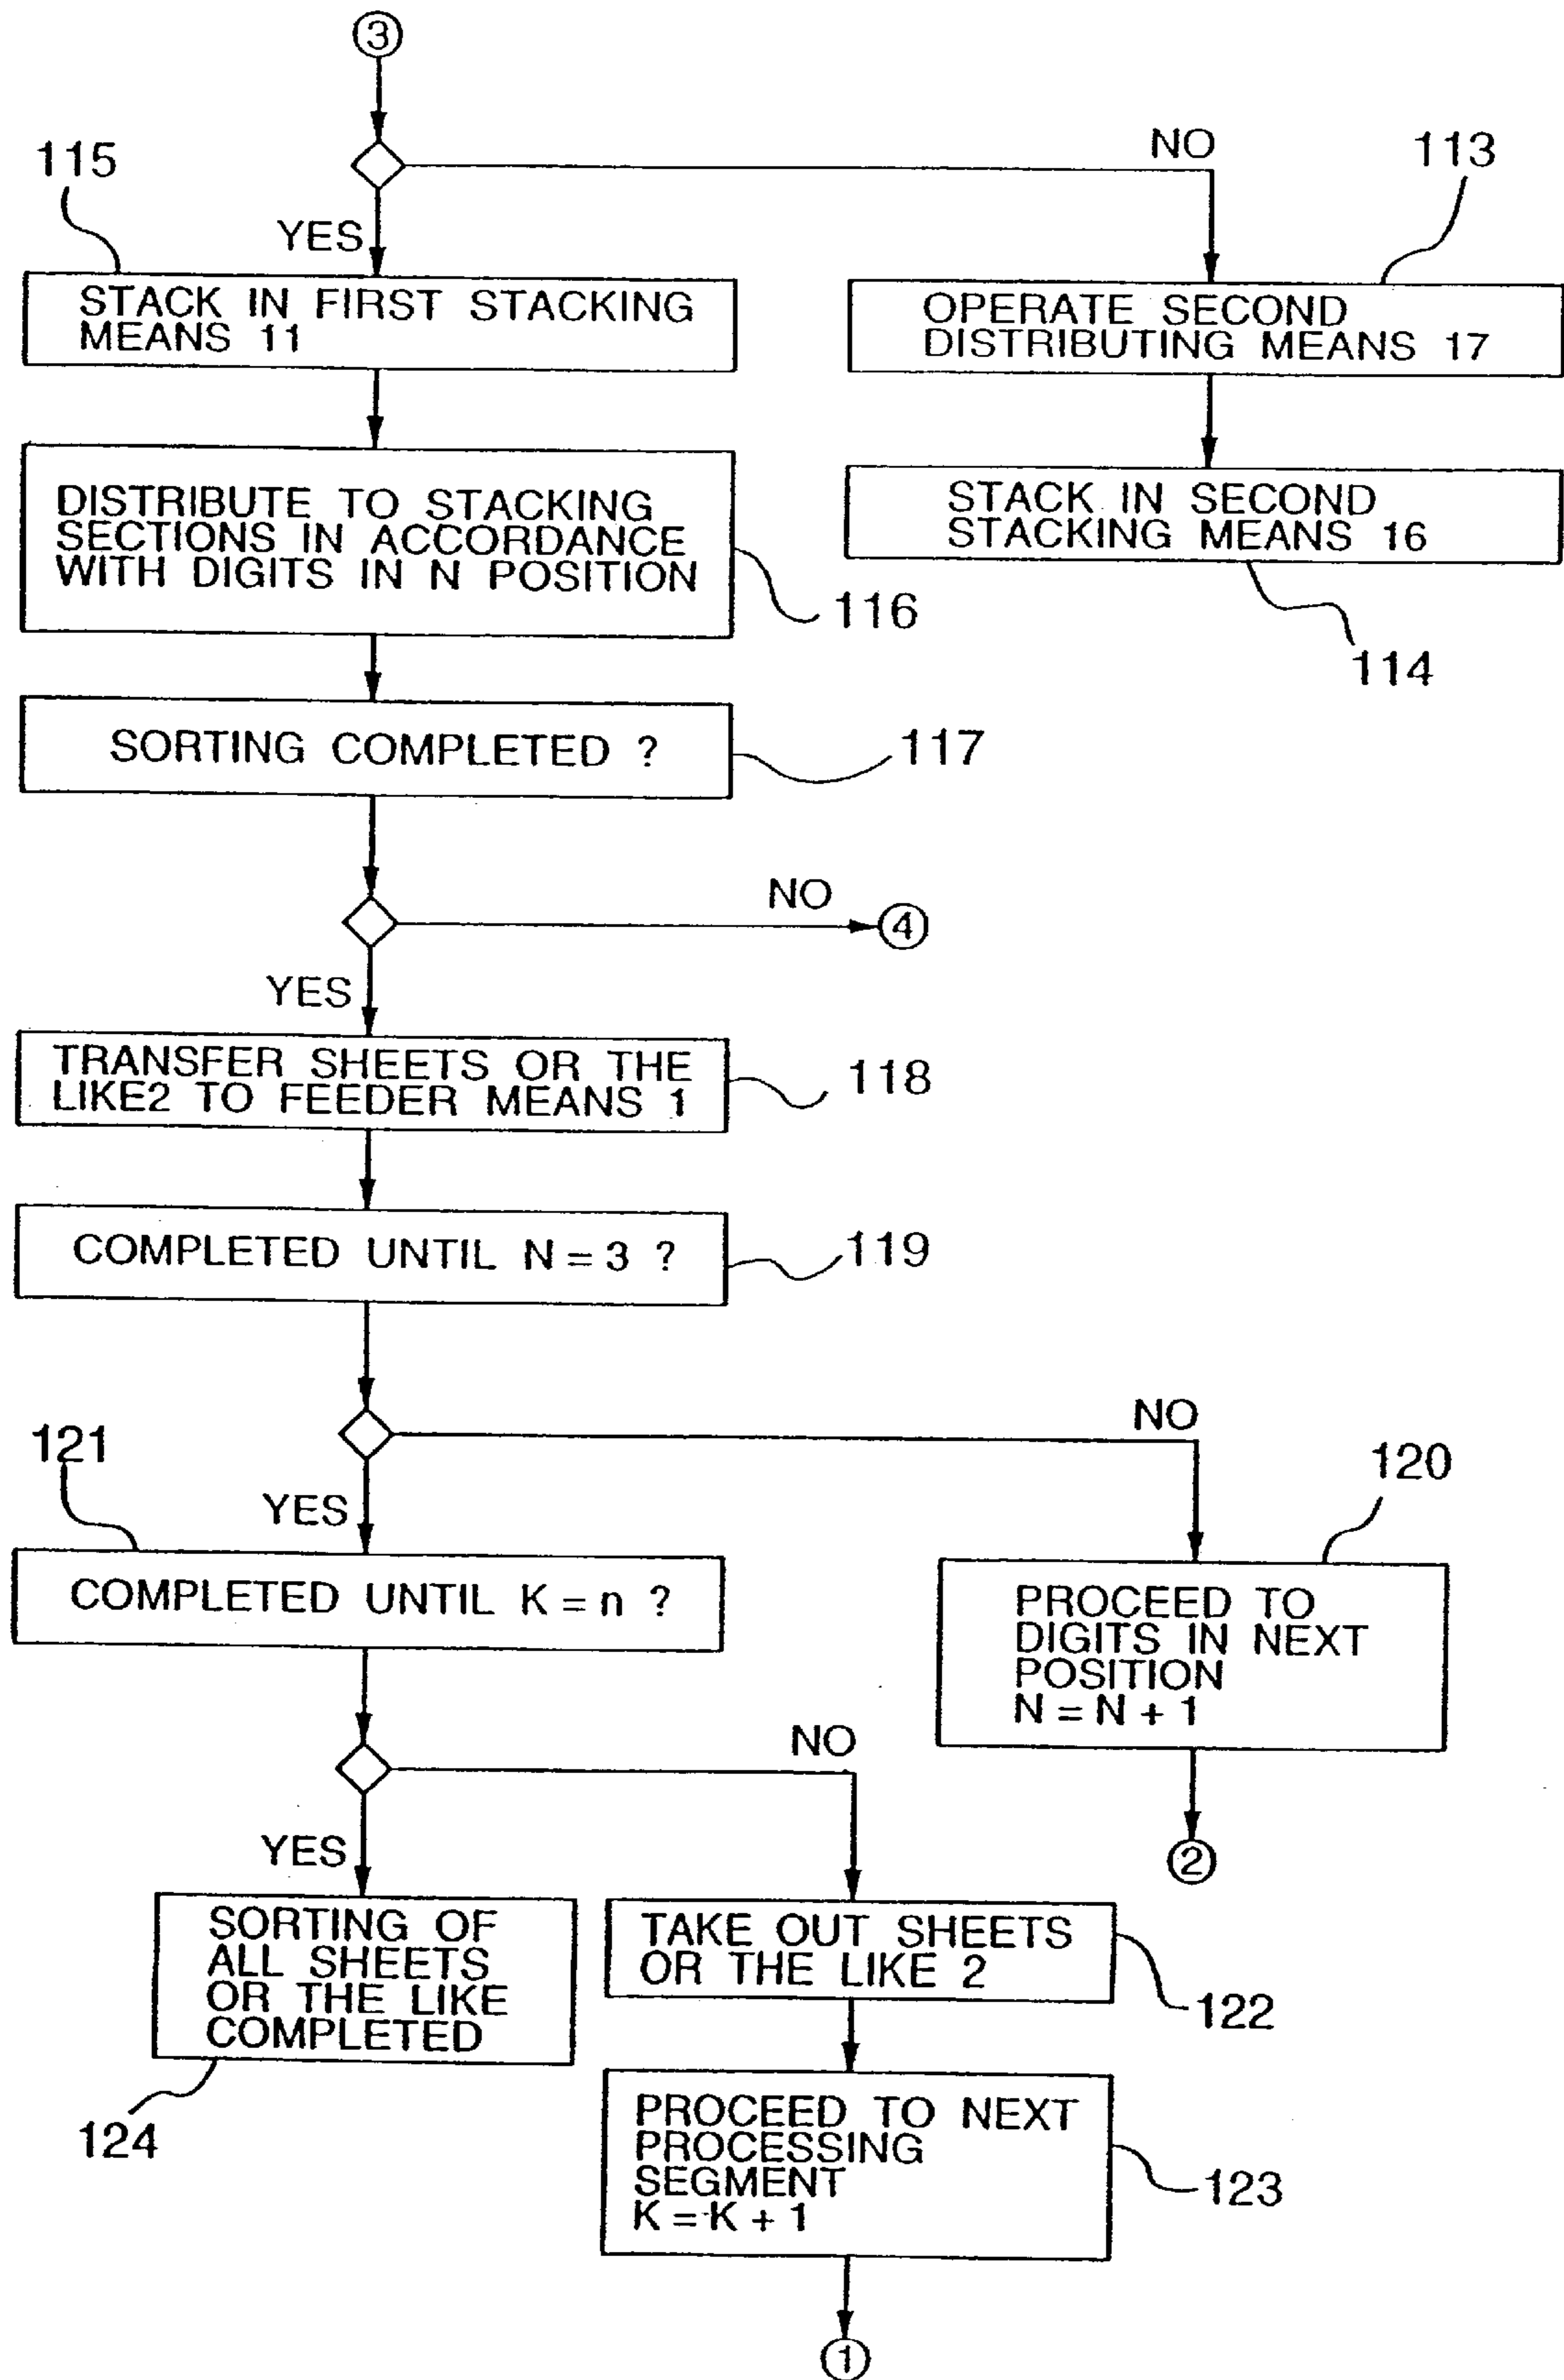 3
NO
113
115
YES
STACK IN FIRST STACKING
MEANS 11
OPERATE SECOND
DISTRIBUTING MEANS 17
DISTRIBUTE TO STACKING
SECTIONS IN ACCORDANCE
WITH DIGITS IN N POSITION
116
STACK IN SECOND
STACKING MEANS 16
114
SORTING COMPLETED ?
117
NO
4
YES
TRANSFER SHEETS OR THE
LIKE2 TO FEEDER MEANS 1
118
COMPLETED UNTIL N = 3 ?
119
NO
121
120
YES
COMPLETED UNTIL K = n ?
PROCEED TO
DIGITS IN NEXT
POSITION
N = N + 1
NO
2
YES
SORTING OF
ALL SHEETS
OR THE LIKE
COMPLETED
124
TAKE OUT SHEETS
OR THE LIKE 2
122
PROCEED TO NEXT
PROCESSING
SEGMENT
K = K + 1
123
1